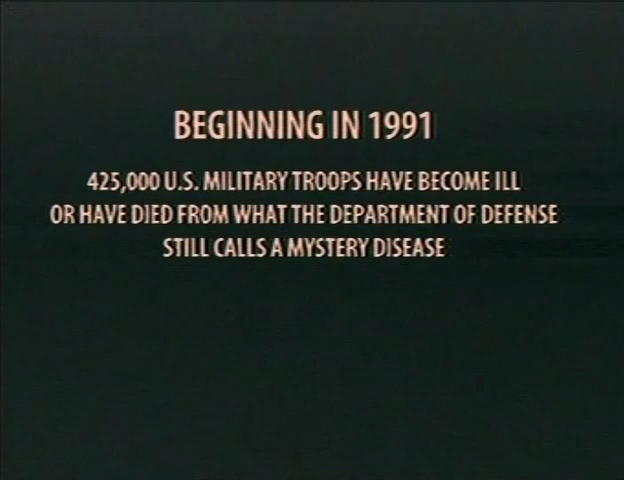 BEGINNING IN 1991
425,000 U.S. MILITARY TROOPS HAVE BECOME ILL
OR HAVE DIED FROM WHAT THE DEPARTMENT OF DEFENSE
STILL CALLS A MYSTERY DISEASE